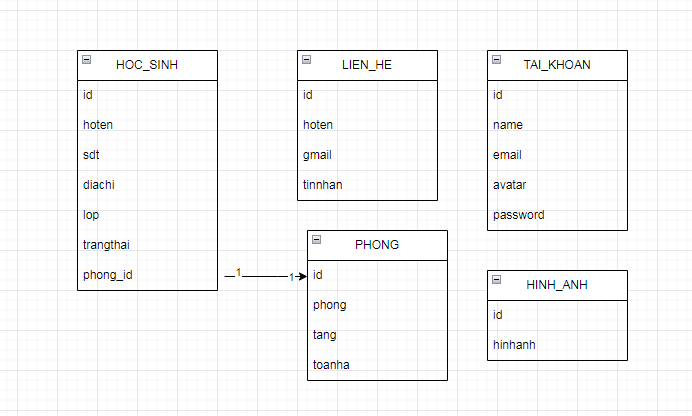 HOC_SINH
id
hoten
sdt
diachi
lop
trangthai
phong_id
LIEN_HE
id
hoten
gmail
tinnhan
TAI_KHOAN
id
name
email
avatar
password
1
1
PHONG
id
phong
tang
toanha
HINH_ANH
id
hinhanh